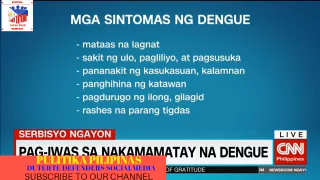 MGA SINTOMAS NG DENGUE
- mataas na lagnat
- sakit ng ulo, pagliliyo, at pagsusuka
- pananakit ng kasukasuan, kalamnan
- panghihina ng katawan
- pagdurugo ng ilong, gilagid
- rashes na parang tigdas
SERBISYO NGAYON
LIVE
PAG-IWAS SA NAKAMAMATAY NA DENGUE
CNN
Philippines
PULITIKA PILIPINAS
DUTERTE DEFENDERS SOCIALMEDIA
SUBSCRIBE TO OUR CHANNEL
OF GRATITUDE
NEWSROOM NGAYON